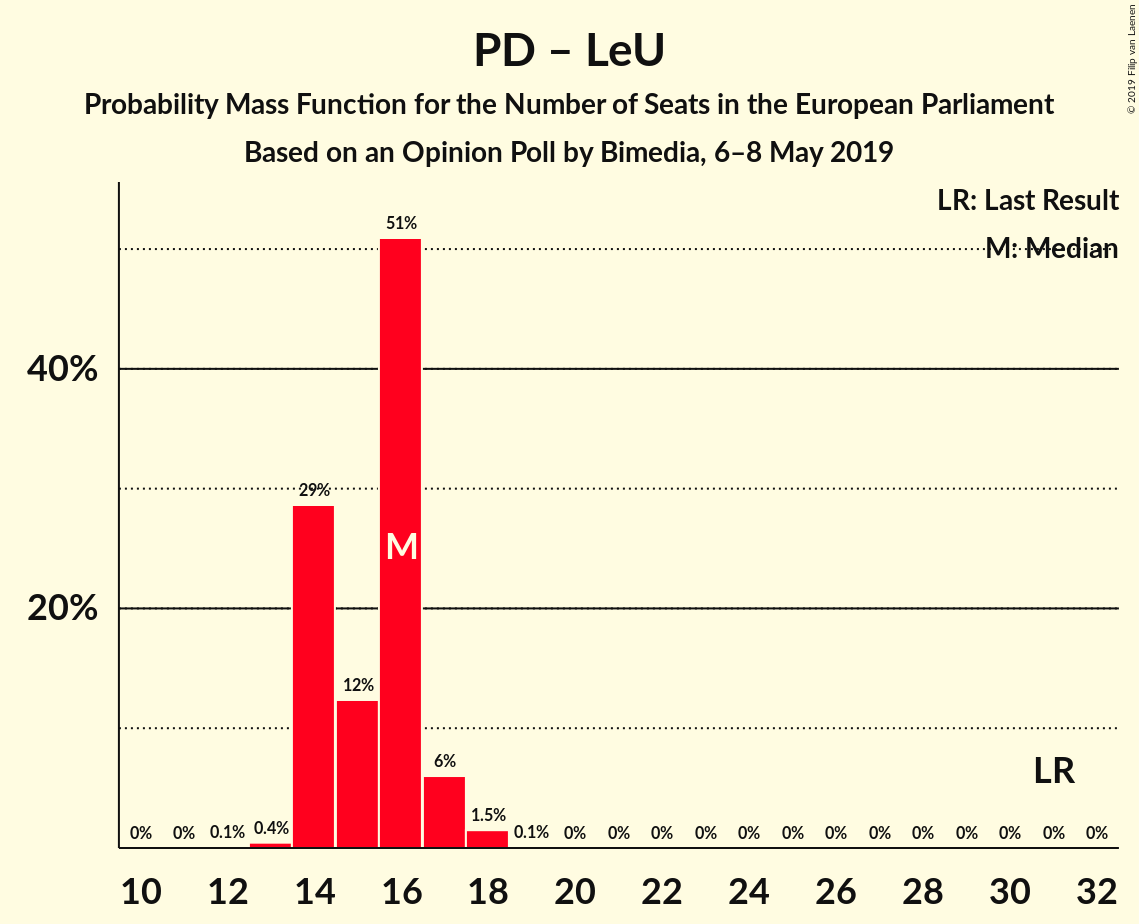 PD – LeU
Probability Mass Function for the Number of Seats in the European Parliament
Based on an Opinion Poll by Bimedia, 6–8 May 2019
© 2019 Filip van Laenen
LR: Last Result
M: Median
51%
40%
29%
M
20%
12%
6%
LR
0% 0% 0.1% 0.4% 1.5% 0.1% 0% 0% 0% 0% 0% 0% 0% 0% 0% 0% 0% 0% 0%
10 12 14 16 18 20 22 24 26 28 30 32